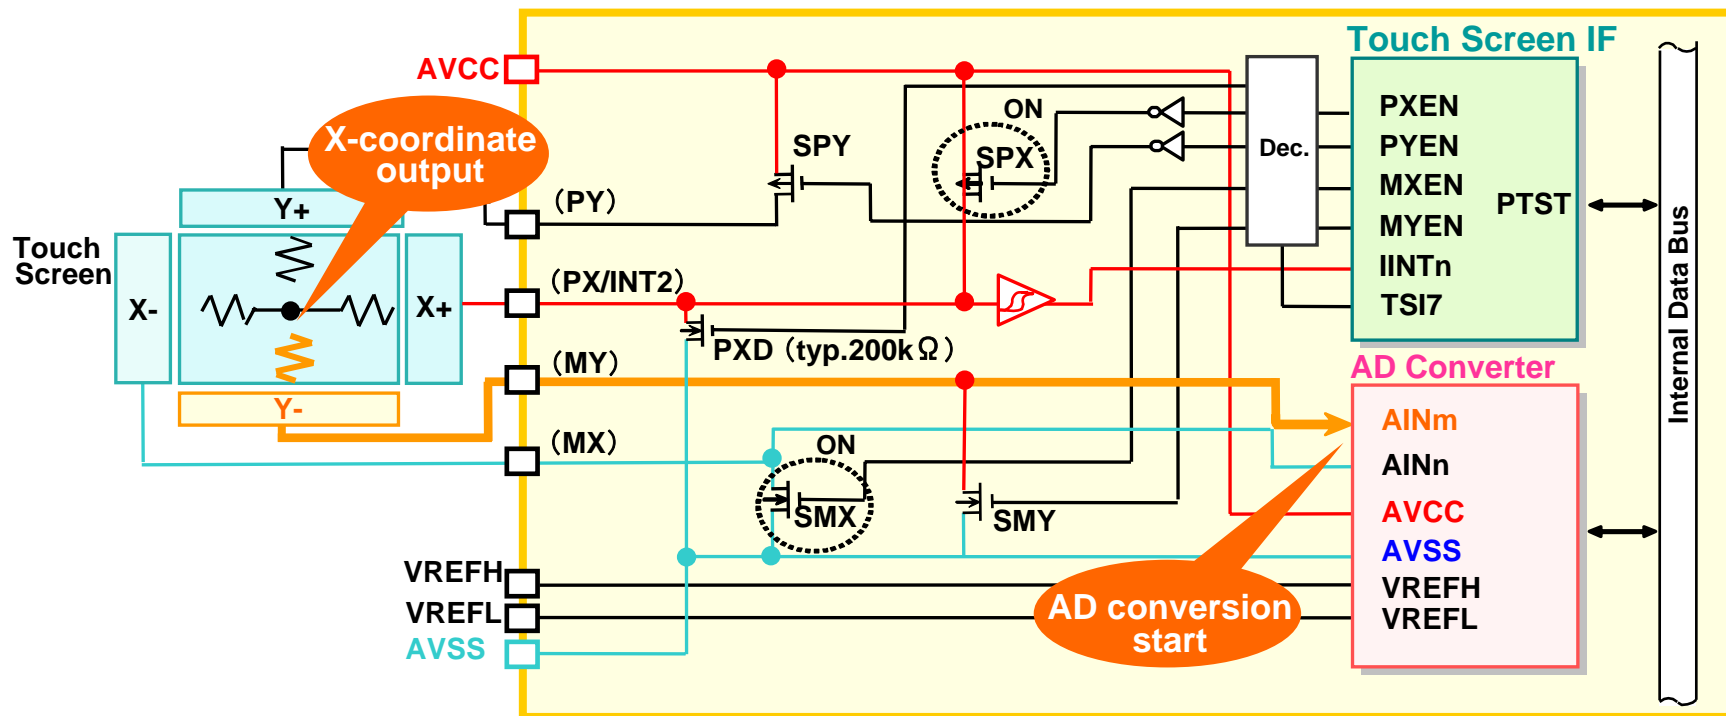 Touch Screen IF
AVCC
X-coordinate
output
ON
SPY
SPX
Dec.
PXEN
PYEN
MXEN
MYEN
IINTn
TSI7
PTST
Internal Data Bus
Y+
(PY)
Touch
Screen
X-
X+
(PX/INT2)
PXD (typ.200kΩ)
(MY)
Y-
(MX)
ON
SMX
SMY
AD Converter
AINm
AINn
AVCC
AVSS
VREFH
VREFL
VREFH
VREFL
AVSS
AD conversion
start